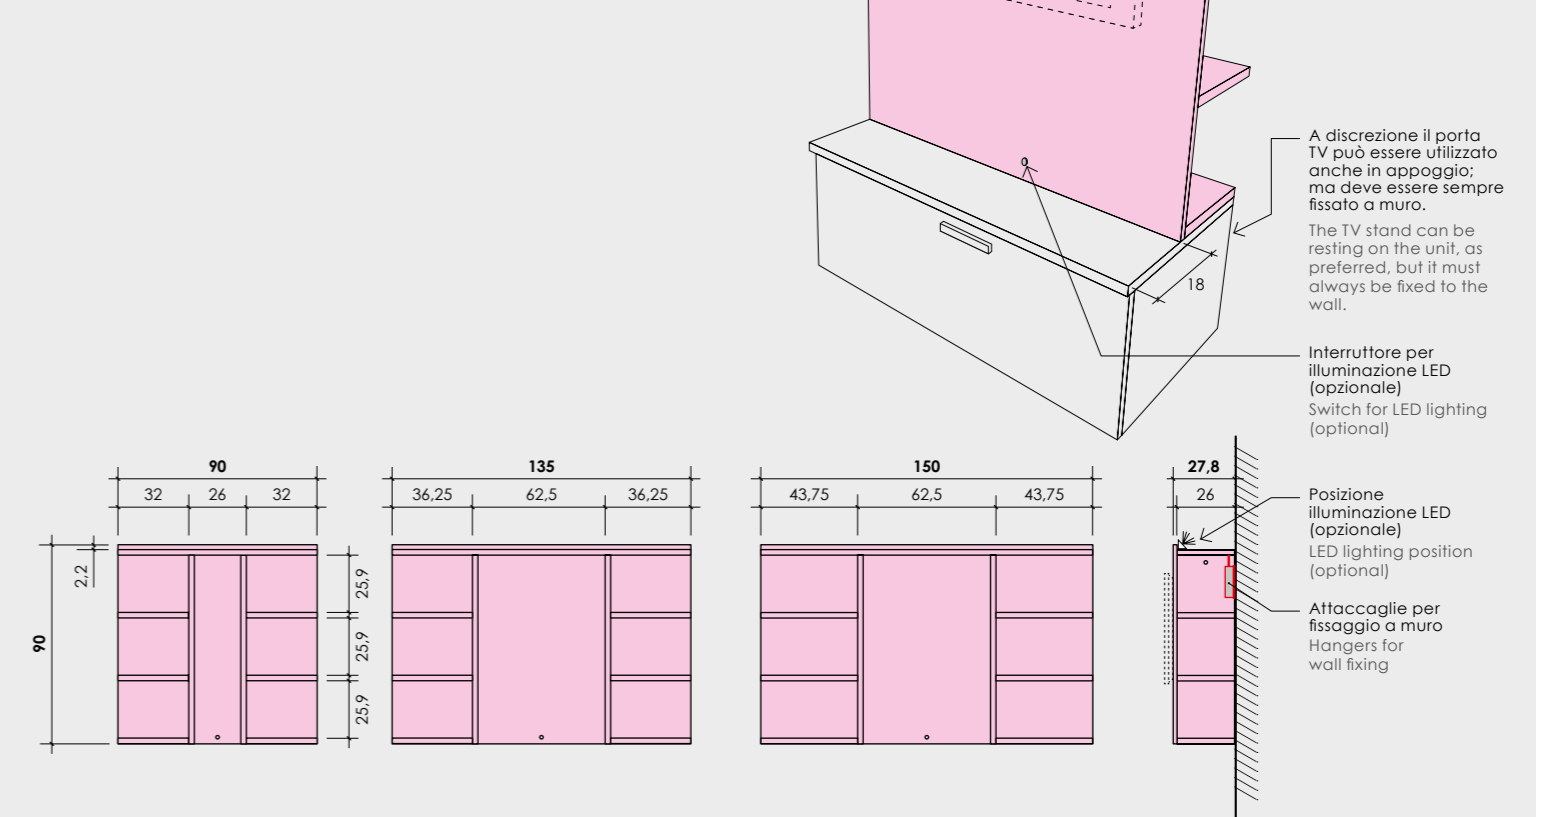 A discrezione il porta
TV può essere utilizzato
anche in appoggio;
ma deve essere sempre
fissato a muro.
The TV stand can be
resting on the unit, as
preferred, but it must
always be fixed to the
wall.
18
Interruttore per
illuminazione LED
(opzionale)
Switch for LED lighting
(optional)
90
32 26 32
135
36,25 62,5 36,25
150
43,75 62,5 43,75
27,8
26
Posizione
illuminazione LED
(opzionale)
LED lighting position
(optional)
Attaccaglie per
fissaggio a muro
Hangers for
wall fixing
2,2
90
25,9
25,9
25,9